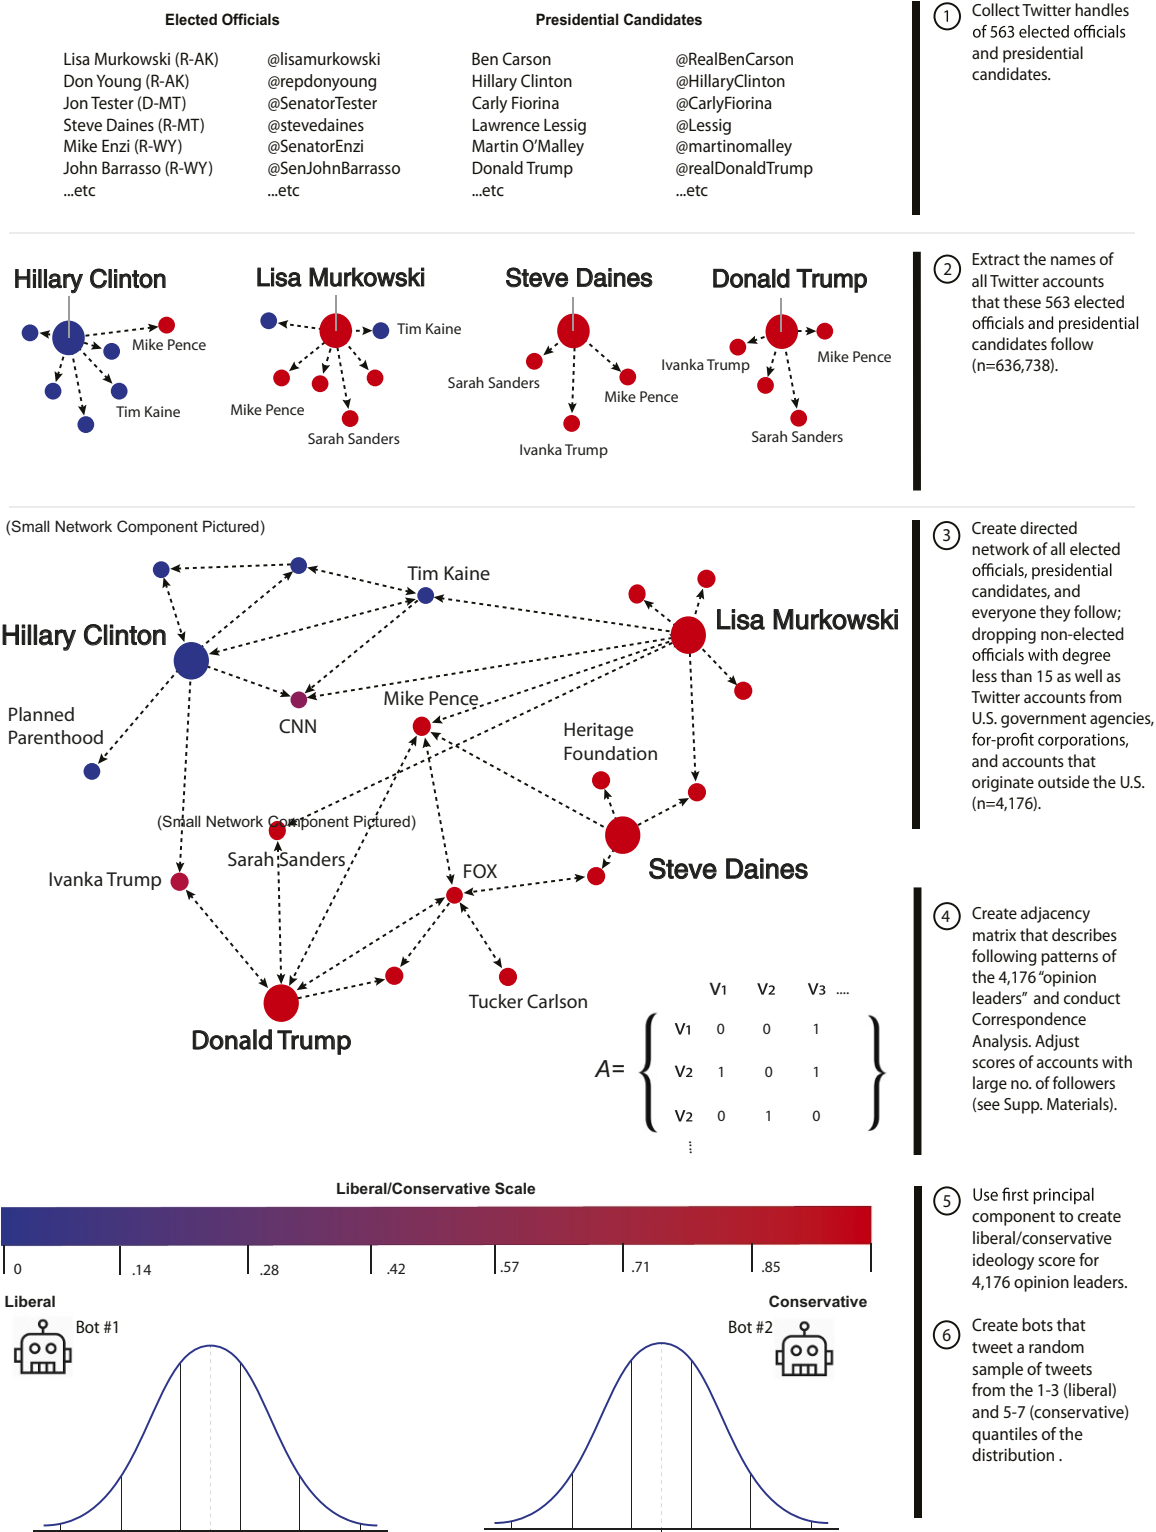 Elected Officials
Presidential Candidates
Lisa Murkowski (R-AK) @lisamurkowski Ben Carson @RealBenCarson
Don Young (R-AK) @repdonyoung Hillary Clinton @HillaryClinton
Jon Tester (D-MT) @SenatorTester Carly Fiorina @CarlyFiorina
Steve Daines (R-MT) @stevedaines Lawrence Lessig @Lessig
Mike Enzi (R-WY) @SenatorEnzi Martin O'Malley @martinomalley
John Barrasso (R-WY) @SenJohnBarrasso Donald Trump @realDonaldTrump
...etc ...etc ...etc ...etc
1
Collect Twitter handles
of 563 elected officials
and presidential
candidates.
Hillary Clinton
Mike Pence
Tim Kaine
Lisa Murkowski
Tim Kaine
Mike Pence
Sarah Sanders
Steve Daines
Sarah Sanders
Mike Pence
Ivanka Trump
Donald Trump
Ivanka Trump
Mike Pence
Sarah Sanders
2
Extract the names of
all Twitter accounts
that these 563 elected
officials and presidential
candidates follow
(n=636,738).
(Small Network Component Pictured)
Tim Kaine
Hillary Clinton
Lisa Murkowski
Mike Pence
CNN
Planned
Parenthood
Heritage
Foundation
(Small Network Component Pictured)
Sarah Sanders
Ivanka Trump
FOX
Steve Daines
Tucker Carlson
Donald Trump
3
Create directed
network of all elected
officials, presidential
candidates, and
everyone they follow;
dropping non-elected
officials with degree
less than 15 as well as
Twitter accounts from
U.S. government agencies,
for-profit corporations,
and accounts that
originate outside the U.S.
(n=4,176).
V1 V2 V3 ....
V1 0 0 1
A= { V2 1 0 1 }
V2 0 1 0
....
4
Create adjacency
matrix that describes
following patterns of
the 4,176 “opinion
leaders” and conduct
Correspondence
Analysis. Adjust
scores of accounts with
large no. of followers
(see Supp. Materials).
Liberal/Conservative Scale
0 .14 .28 .42 .57 .71 .85
Liberal
Conservative
Bot #1
Bot #2
5
Use first principal
component to create
liberal/conservative
ideology score for
4,176 opinion leaders.
6
Create bots that
tweet a random
sample of tweets
from the 1-3 (liberal)
and 5-7 (conservative)
quantiles of the
distribution .